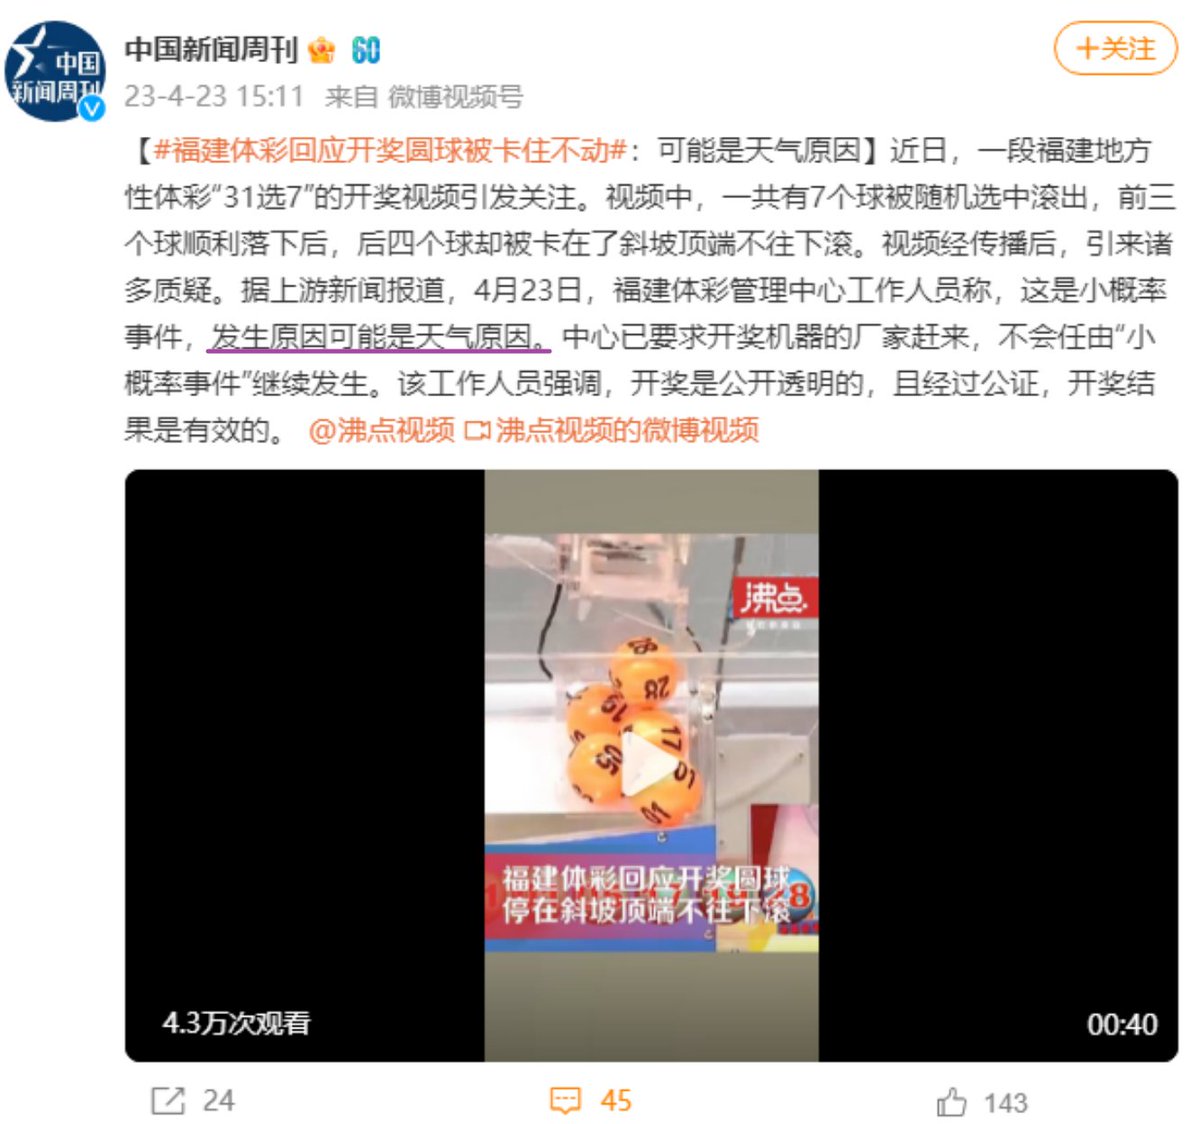 中国新闻周刊
中国
新闻周刊
+关注
23-4-23 15:11 来自 微博视频号
【#福建体彩回应开奖圆球被卡住不动#：可能是天气原因】近日，一段福建地方
性体彩“31选7”的开奖视频引发关注。视频中，一共有7个球被随机选中滚出，前三
个球顺利落下后，后四个球却被卡在了斜坡顶端不往下滚。视频经传播后，引来诸
多质疑。据上游新闻报道，4月23日，福建体彩管理中心工作人员称，这是小概率
事件，发生原因可能是天气原因。中心已要求开奖机器的厂家赶来，不会任由“小
概率事件”继续发生。该工作人员强调，开奖是公开透明的，且经过公证，开奖结
果是有效的。 @沸点视频 沸点视频的微博视频
沸点
28
28
19
17
05
01
10
福建体彩回应开奖圆球
停在斜坡顶端不往下滚
28
4.3万次观看
00:40
24
45
143